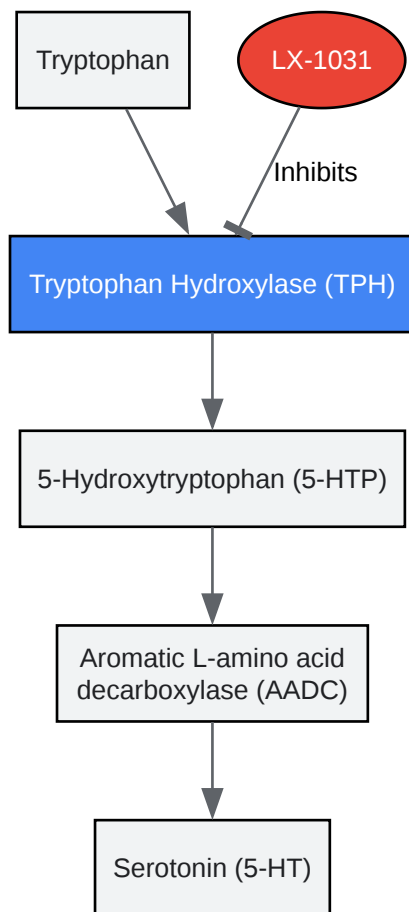 Tryptophan
LX-1031
Inhibits
Tryptophan Hydroxylase (TPH)
5-Hydroxytryptophan (5-HTP)
Aromatic L-amino acid
decarboxylase (AADC)
Serotonin (5-HT)